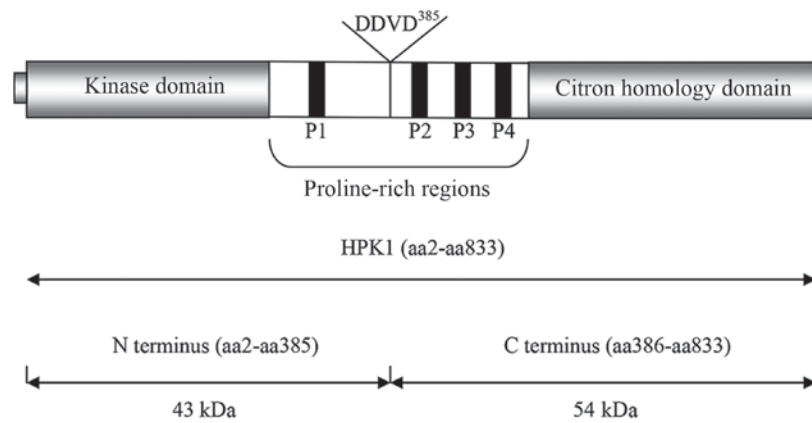 DDVD385
Kinase domain
Citron homology domain
P1 P2 P3 P4
Proline-rich regions
HPK1 (aa2-aa833)
N terminus (aa2-aa385) C terminus (aa386-aa833)
43 kDa 54 kDa